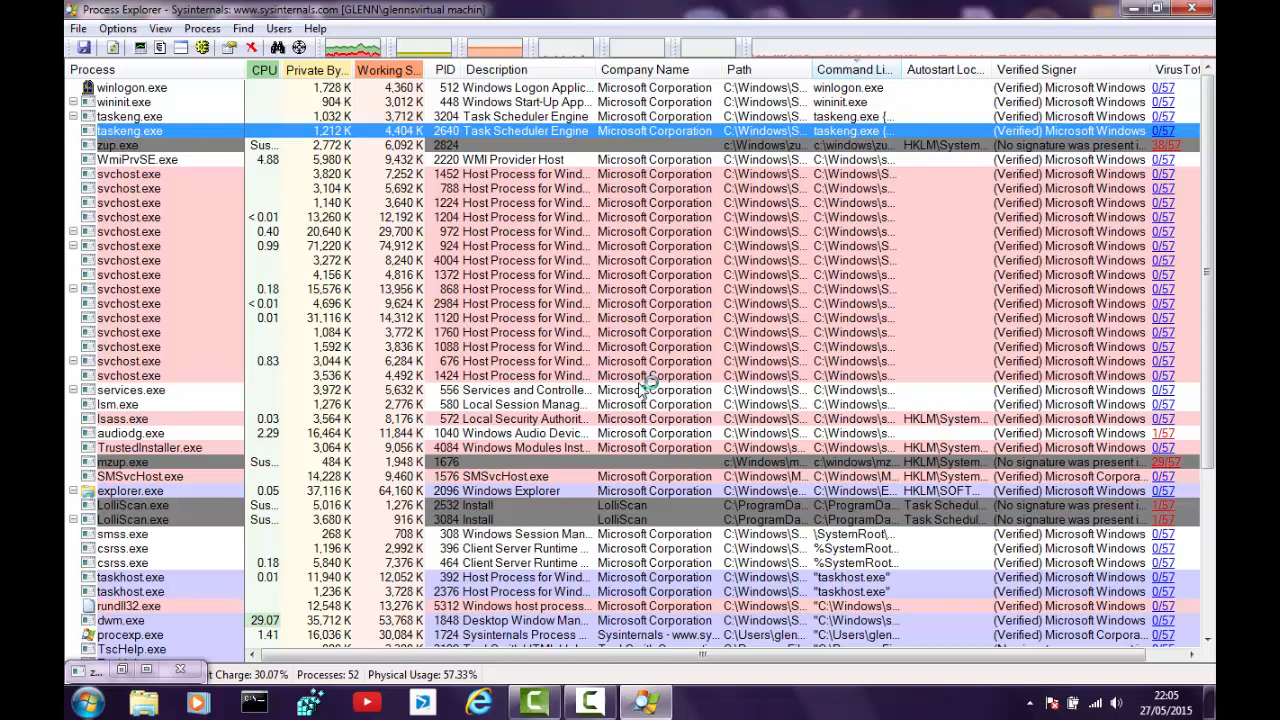 Process Explorer - Sysinternals: www.sysinternals.com [GLENN\glennsvirtual machin]
File Options View Process Find Users Help
Process CPU Private By... Working S... PID Description Company Name Path Command Li... Autostart Loc... Verified Signer VirusTot
winlogon.exe 1,728 K 4,360 K 512 Windows Logon Applic... Microsoft Corporation C:\Windows\S... winlogon.exe (Verified) Microsoft Windows 0/57
wininit.exe 904 K 3,012 K 448 Windows Start-Up App... Microsoft Corporation C:\Windows\S... wininit.exe (Verified) Microsoft Windows 0/57
taskeng.exe 1,032 K 3,712 K 3204 Task Scheduler Engine Microsoft Corporation C:\Windows\S... taskeng.exe {... (Verified) Microsoft Windows 0/57
taskeng.exe 1,212 K 4,404 K 2640 Task Scheduler Engine Microsoft Corporation C:\Windows\S... taskeng.exe {... (Verified) Microsoft Windows 0/57
zup.exe Sus... 2,772 K 6,092 K 2824 c:\Windows\zu... c:\windows\zu... HKLM\System... (No signature was present i... 38/57
WmiPrvSE.exe 4.88 5,980 K 9,432 K 2220 WMI Provider Host Microsoft Corporation C:\Windows\S... C:\Windows\s... (Verified) Microsoft Windows 0/57
svchost.exe 3,820 K 7,252 K 1452 Host Process for Wind... Microsoft Corporation C:\Windows\S... C:\Windows\s... (Verified) Microsoft Windows 0/57
svchost.exe 3,104 K 5,692 K 788 Host Process for Wind... Microsoft Corporation C:\Windows\S... C:\Windows\s... (Verified) Microsoft Windows 0/57
svchost.exe 1,140 K 3,640 K 1224 Host Process for Wind... Microsoft Corporation C:\Windows\S... C:\Windows\s... (Verified) Microsoft Windows 0/57
svchost.exe < 0.01 13,260 K 12,192 K 1204 Host Process for Wind... Microsoft Corporation C:\Windows\S... C:\Windows\s... (Verified) Microsoft Windows 0/57
svchost.exe 0.40 20,640 K 29,700 K 972 Host Process for Wind... Microsoft Corporation C:\Windows\S... C:\Windows\s... (Verified) Microsoft Windows 0/57
svchost.exe 0.99 71,220 K 74,912 K 924 Host Process for Wind... Microsoft Corporation C:\Windows\S... C:\Windows\s... (Verified) Microsoft Windows 0/57
svchost.exe 3,272 K 8,240 K 4004 Host Process for Wind... Microsoft Corporation C:\Windows\S... C:\Windows\s... (Verified) Microsoft Windows 0/57
svchost.exe 4,156 K 4,816 K 1372 Host Process for Wind... Microsoft Corporation C:\Windows\S... C:\Windows\s... (Verified) Microsoft Windows 0/57
svchost.exe 0.18 15,576 K 13,956 K 868 Host Process for Wind... Microsoft Corporation C:\Windows\S... C:\Windows\s... (Verified) Microsoft Windows 0/57
svchost.exe < 0.01 4,696 K 9,624 K 2984 Host Process for Wind... Microsoft Corporation C:\Windows\S... C:\Windows\s... (Verified) Microsoft Windows 0/57
svchost.exe 0.01 31,116 K 14,312 K 1120 Host Process for Wind... Microsoft Corporation C:\Windows\S... C:\Windows\s... (Verified) Microsoft Windows 0/57
svchost.exe 1,084 K 3,772 K 1760 Host Process for Wind... Microsoft Corporation C:\Windows\S... C:\Windows\s... (Verified) Microsoft Windows 0/57
svchost.exe 1,592 K 3,836 K 1088 Host Process for Wind... Microsoft Corporation C:\Windows\S... C:\Windows\s... (Verified) Microsoft Windows 0/57
svchost.exe 0.83 3,044 K 6,284 K 676 Host Process for Wind... Microsoft Corporation C:\Windows\S... C:\Windows\s... (Verified) Microsoft Windows 0/57
svchost.exe 3,536 K 4,492 K 1424 Host Process for Wind... Microsoft Corporation C:\Windows\S... C:\Windows\s... (Verified) Microsoft Windows 0/57
services.exe 3,972 K 5,632 K 556 Services and Controlle... Microsoft Corporation C:\Windows\S... C:\Windows\s... (Verified) Microsoft Windows 0/57
lsm.exe 1,276 K 2,776 K 580 Local Session Manag... Microsoft Corporation C:\Windows\S... C:\Windows\s... (Verified) Microsoft Windows 0/57
lsass.exe 0.03 3,564 K 8,176 K 572 Local Security Authorit... Microsoft Corporation C:\Windows\S... C:\Windows\s... HKLM\System... (Verified) Microsoft Windows 0/57
audiodg.exe 2.29 16,464 K 11,844 K 1040 Windows Audio Devic... Microsoft Corporation C:\Windows\S... C:\Windows\s... (Verified) Microsoft Windows 1/57
TrustedInstaller.exe 3,064 K 9,056 K 4084 Windows Modules Inst... Microsoft Corporation C:\Windows\S... C:\Windows\s... HKLM\System... (Verified) Microsoft Windows 0/57
mzup.exe Sus... 484 K 1,948 K 1676 c:\Windows\m... c:\windows\mz... HKLM\System... (No signature was present i... 29/57
SMSvcHost.exe 14,228 K 9,460 K 1576 SMSvcHost.exe Microsoft Corporation C:\Windows\M... C:\Windows\M... HKLM\System... (Verified) Microsoft Corpora... 0/57
explorer.exe 0.05 37,116 K 64,160 K 2096 Windows Explorer Microsoft Corporation C:\Windows\e... C:\Windows\E... HKLM\SOFT... (Verified) Microsoft Windows 0/57
LolliScan.exe Sus... 5,016 K 1,276 K 2532 Install LolliScan C:\ProgramDa... C:\ProgramDa... Task Schedul... (No signature was present i... 1/57
LolliScan.exe Sus... 3,680 K 916 K 3084 Install LolliScan C:\ProgramDa... C:\ProgramDa... Task Schedul... (No signature was present i... 1/57
smss.exe 268 K 708 K 308 Windows Session Man... Microsoft Corporation C:\Windows\S... \SystemRoot\... (Verified) Microsoft Windows 0/57
csrss.exe 1,196 K 2,992 K 396 Client Server Runtime ... Microsoft Corporation C:\Windows\S... %SystemRoot... (Verified) Microsoft Windows 0/57
csrss.exe 0.18 5,840 K 7,376 K 464 Client Server Runtime ... Microsoft Corporation C:\Windows\S... %SystemRoot... (Verified) Microsoft Windows 0/57
taskhost.exe 0.01 11,940 K 12,052 K 392 Host Process for Wind... Microsoft Corporation C:\Windows\S... "taskhost.exe" (Verified) Microsoft Windows 0/57
taskhost.exe 1,236 K 3,728 K 2376 Host Process for Wind... Microsoft Corporation C:\Windows\S... "taskhost.exe" (Verified) Microsoft Windows 0/57
rundll32.exe 12,548 K 13,276 K 5312 Windows host process... Microsoft Corporation C:\Windows\S... "C:\Windows\s... (Verified) Microsoft Windows 0/57
dwm.exe 29.07 35,712 K 53,768 K 1848 Desktop Window Man... Microsoft Corporation C:\Windows\S... "C:\Windows\s... (Verified) Microsoft Windows 0/57
procexp.exe 1.41 16,036 K 30,084 K 1724 Sysinternals Process ... Sysinternals - www.sy... C:\Users\glen... "C:\Users\glen... (Verified) Microsoft Corpora... 0/57
TscHelp.exe
z... t Charge: 30.07% Processes: 52 Physical Usage: 57.33%
22:05
27/05/2015